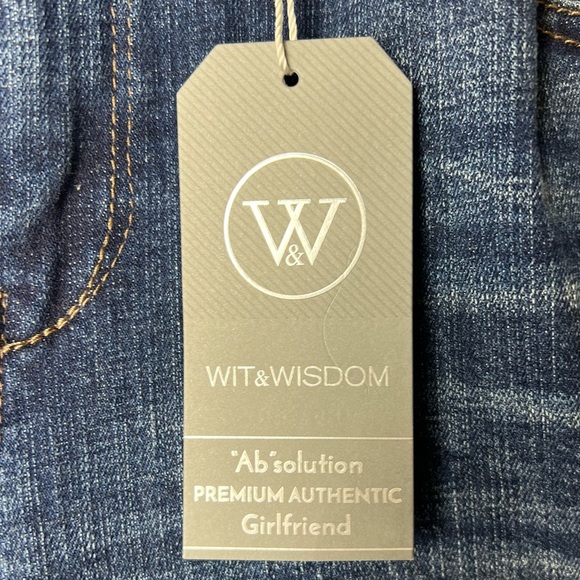 W&W
WIT&WISDOM
"Ab"solution
PREMIUM AUTHENTIC
Girlfriend